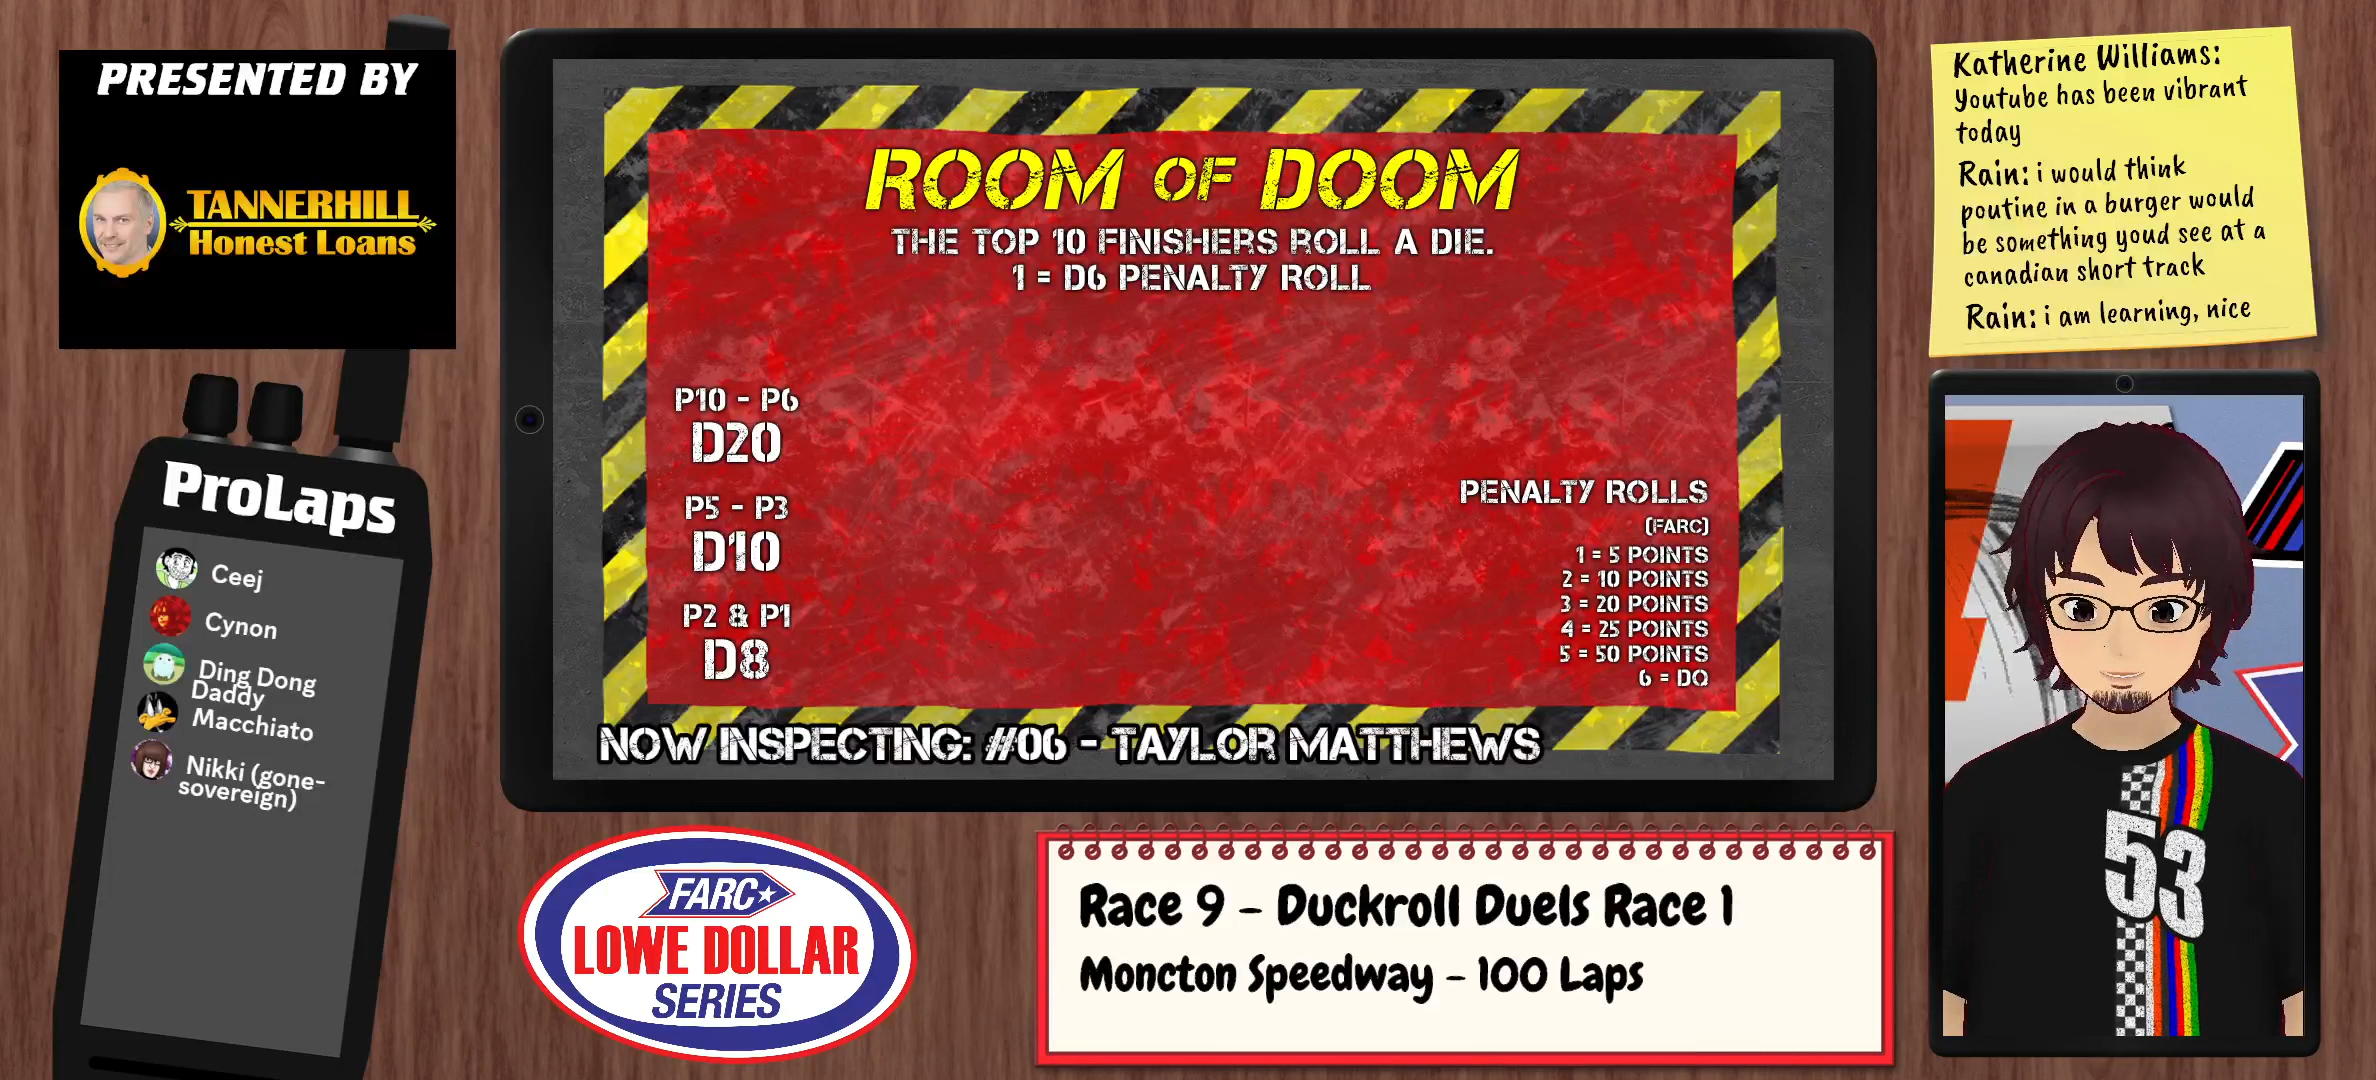 PRESENTED BY
TANNERHILL
Honest Loans
ProLaps
Ceej
Cynon
Ding Dong
Daddy
Macchiato
Nikki (gone-
sovereign)
ROOM OF DOOM
THE TOP 10 FINISHERS ROLL A DIE.
1 = D6 PENALTY ROLL
P10 - P6
D20
P5 - P3
D10
P2 & P1
D8
PENALTY ROLLS
(FARC)
1 = 5 POINTS
2 = 10 POINTS
3 = 20 POINTS
4 = 25 POINTS
5 = 50 POINTS
6 = DQ
NOW INSPECTING: #06 - TAYLOR MATTHEWS
FARC
LOWE DOLLAR
SERIES
Race 9 - Duckroll Duels Race 1
Moncton Speedway - 100 Laps
Katherine Williams:
Youtube has been vibrant
today
Rain: i would think
poutine in a burger would
be something youd see at a
canadian short track
Rain: i am learning, nice
53